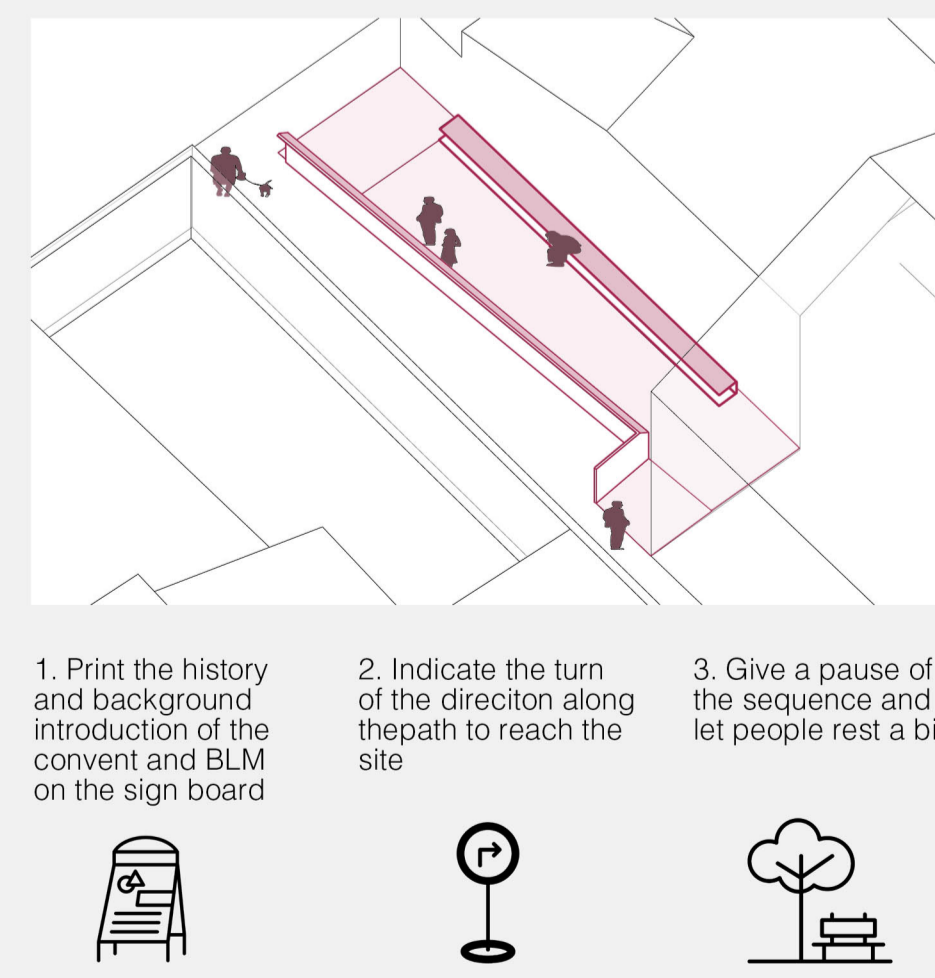 1. Print the history
and background
introduction of the
convent and BLM
on the sign board
2. Indicate the turn
of the direciton along
thepath to reach the
site
3. Give a pause of
the sequence and
let people rest a bi